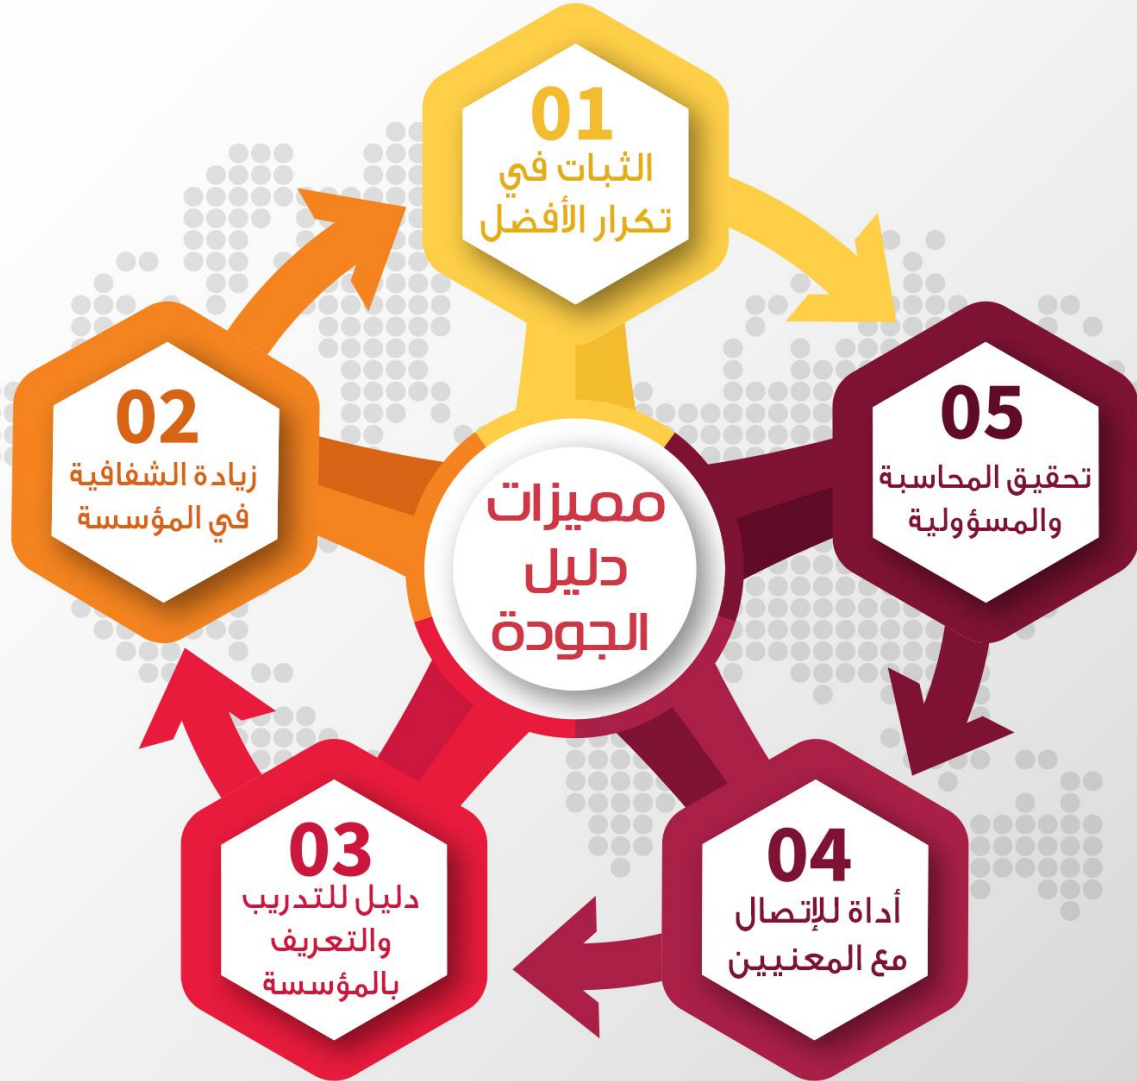 مميزات
دليل
الجودة
01
الثبات في
تكرار الأفضل
02
زيادة الشفافية
في المؤسسة
03
دليل للتدريب
والتعريف
بالمؤسسة
04
أداة للإتصال
مع المعنيين
05
تحقيق المحاسبة
والمسؤولية